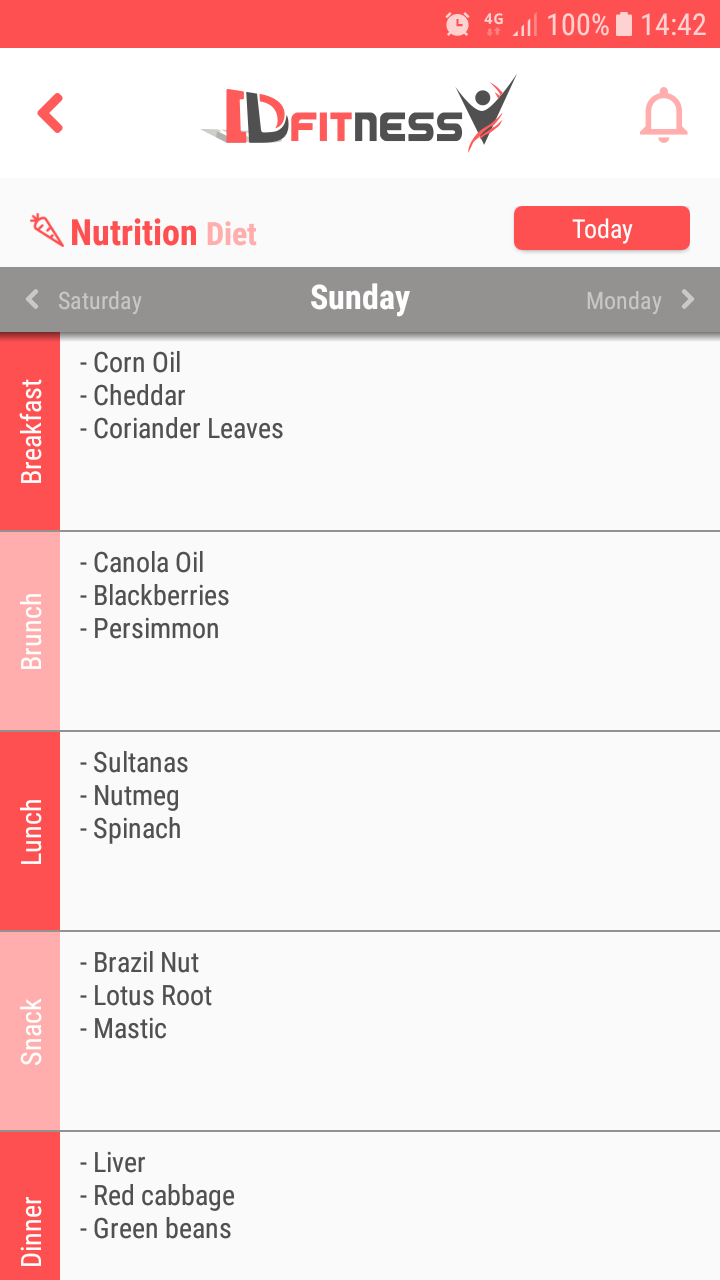 4G 100% 14:42
IDFITNESS
Nutrition Diet
Today
Saturday Sunday Monday
Breakfast
- Corn Oil
- Cheddar
- Coriander Leaves
Brunch
- Canola Oil
- Blackberries
- Persimmon
Lunch
- Sultanas
- Nutmeg
- Spinach
Snack
- Brazil Nut
- Lotus Root
- Mastic
Dinner
- Liver
- Red cabbage
- Green beans